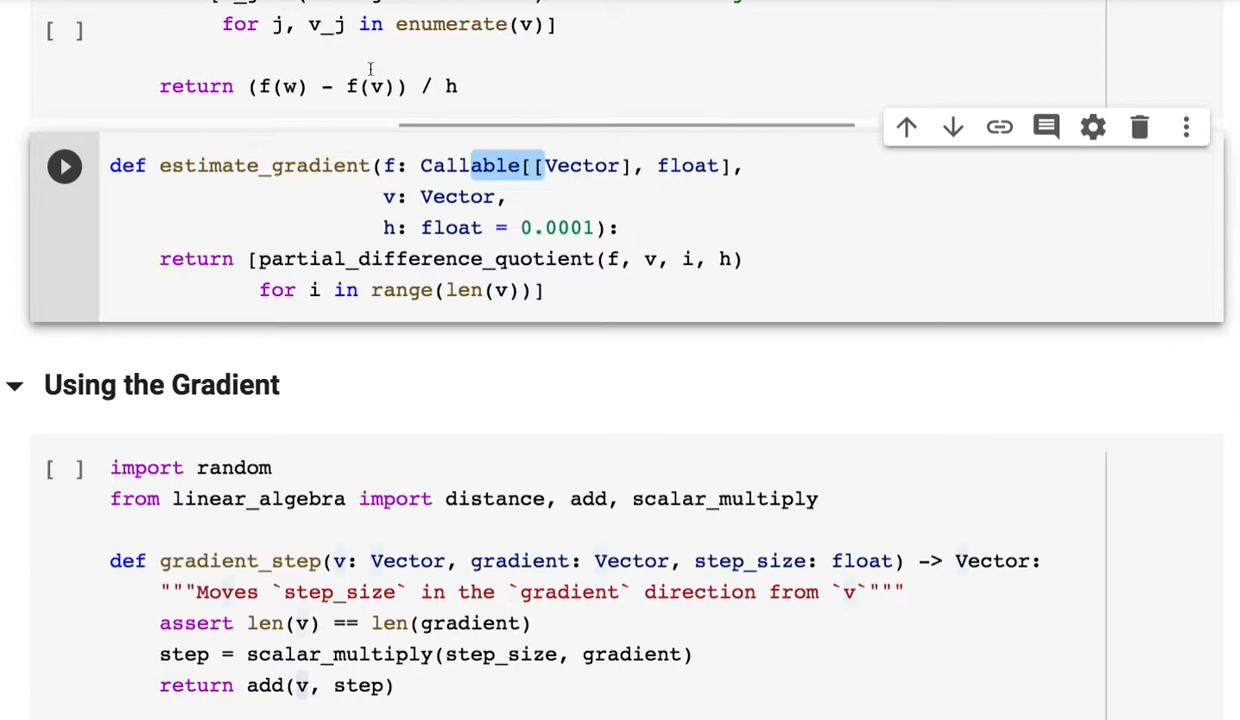 for j, v_j in enumerate(v)]
[ ]
return (f(w) - f(v)) / h
def estimate_gradient(f: Callable[[Vector], float],
v: Vector,
h: float = 0.0001):
return [partial_difference_quotient(f, v, i, h)
for i in range(len(v))]
Using the Gradient
[ ] import random
from linear_algebra import distance, add, scalar_multiply
def gradient_step(v: Vector, gradient: Vector, step_size: float) -> Vector:
"""Moves `step_size` in the `gradient` direction from `v`"""
assert len(v) == len(gradient)
step = scalar_multiply(step_size, gradient)
return add(v, step)